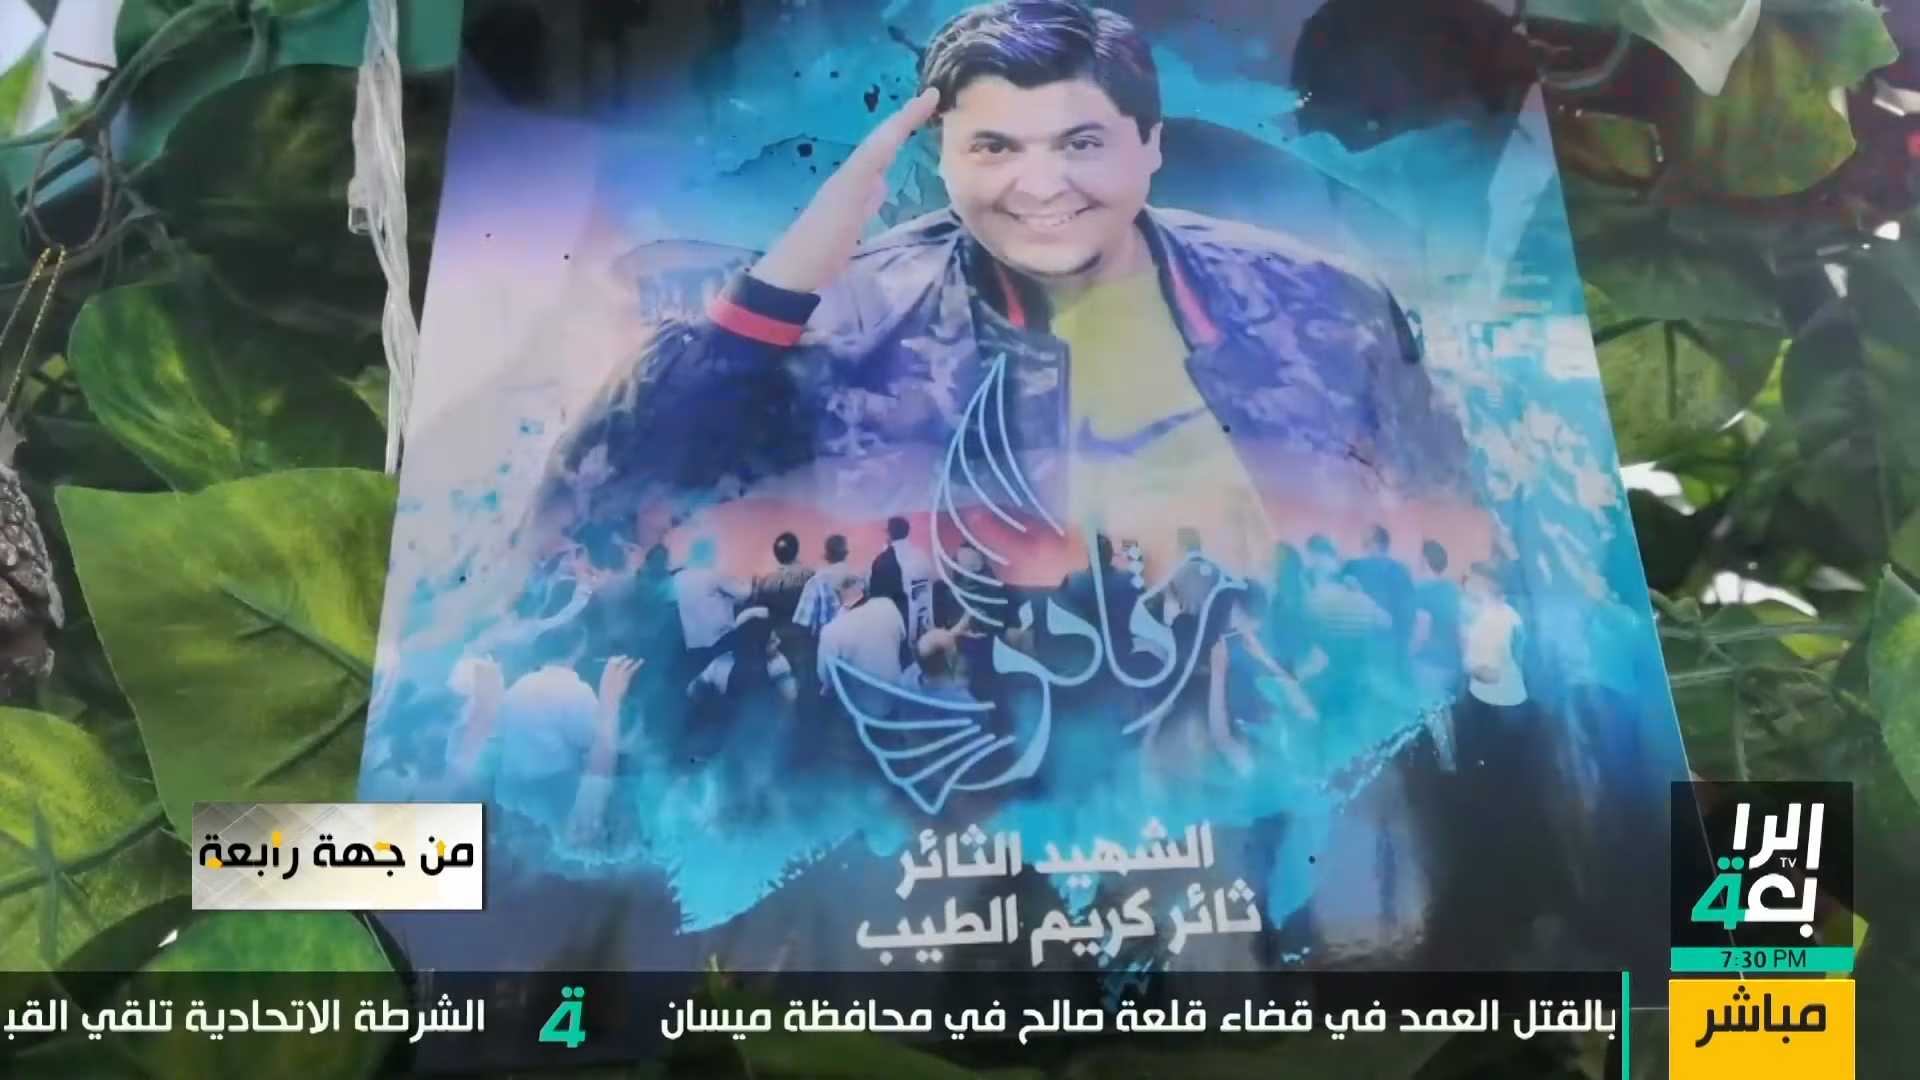 الشهيد الثائر
ثائر كريم الطيب
من جهة رابعة
الرابعة
TV
4
7:30 PM
مباشر
بالقتل العمد في قضاء قلعة صالح في محافظة ميسان
الشرطة الاتحادية تلقي